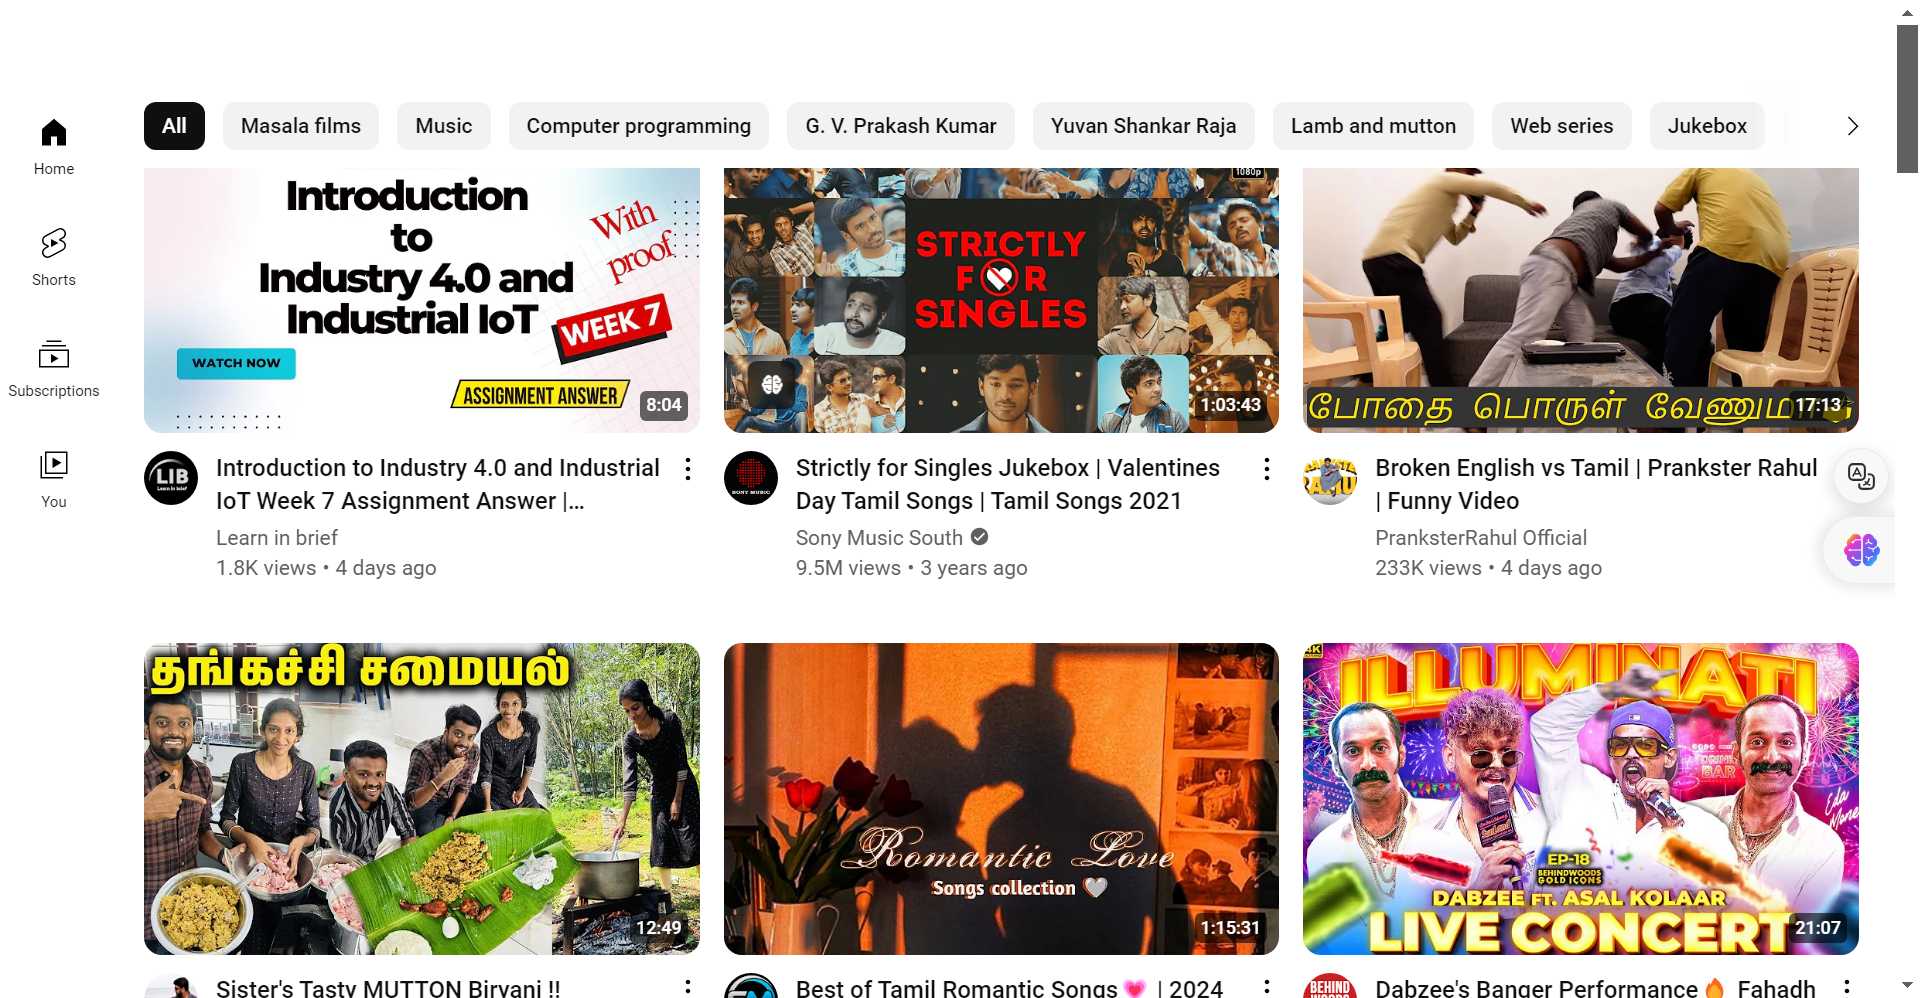 All
Masala films
Music
Computer programming
G. V. Prakash Kumar
Yuvan Shankar Raja
Lamb and mutton
Web series
Jukebox
Home
Shorts
Subscriptions
You
Introduction
to
Industry 4.0 and
Industrial IoT
With
proof
WEEK 7
WATCH NOW
ASSIGNMENT ANSWER
8:04
1080p
STRICTLY
FOR
SINGLES
1:03:43
போதை பொருள் 
17:13
LIB
Learn in brief
Introduction to Industry 4.0 and Industrial
IoT Week 7 Assignment Answer |...
Learn in brief
1.8K views • 4 days ago
SONY MUSIC
Strictly for Singles Jukebox | Valentines
Day Tamil Songs | Tamil Songs 2021
Sony Music South
9.5M views • 3 years ago
Broken English vs Tamil | Prankster Rahul
| Funny Video
PranksterRahul Official
233K views • 4 days ago
தங்கச்சி சமையல்
12:49
Romantic Love
Songs collection
1:15:31
4K
ILLUMINATI
Eda
Mone
EP-18
BEHINDWOODS
GOLD ICONS
DABZEE FT. ASAL KOLAAR
LIVE CONCERT
21:07
Sister's Tasty MUTTON Biryani !!
Best of Tamil Romantic Songs 💗 | 2024
BEHIND
Dabzee's Banger Performance 🔥 Fahadh